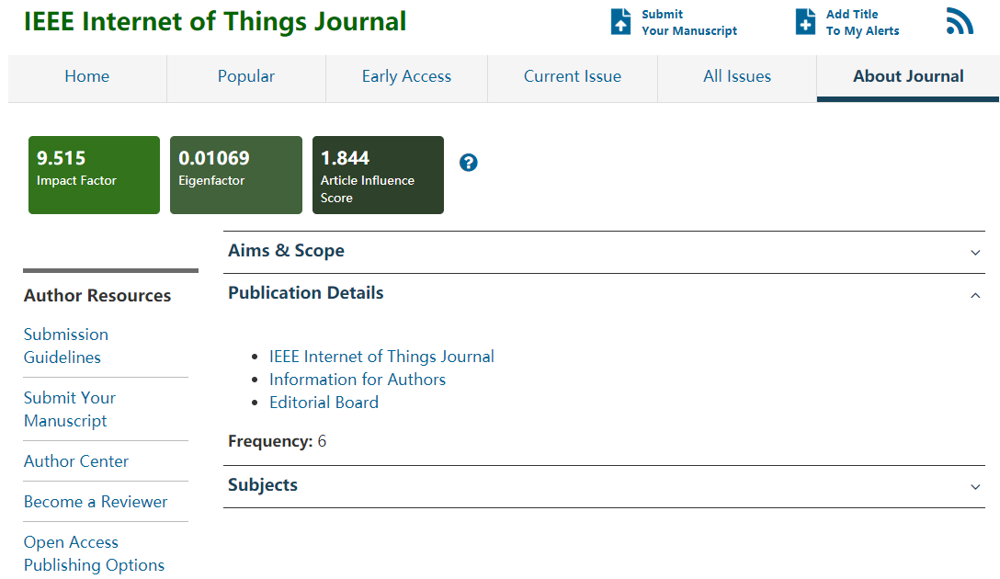 IEEE Internet of Things Journal
Submit
Your Manuscript
Add Title
To My Alerts
Home
Popular
Early Access
Current Issue
All Issues
About Journal
9.515
Impact Factor
0.01069
Eigenfactor
1.844
Article Influence
Score
?
Aims & Scope
Author Resources
Submission
Guidelines
Submit Your
Manuscript
Author Center
Become a Reviewer
Open Access
Publishing Options
Publication Details
IEEE Internet of Things Journal
Information for Authors
Editorial Board
Frequency: 6
Subjects